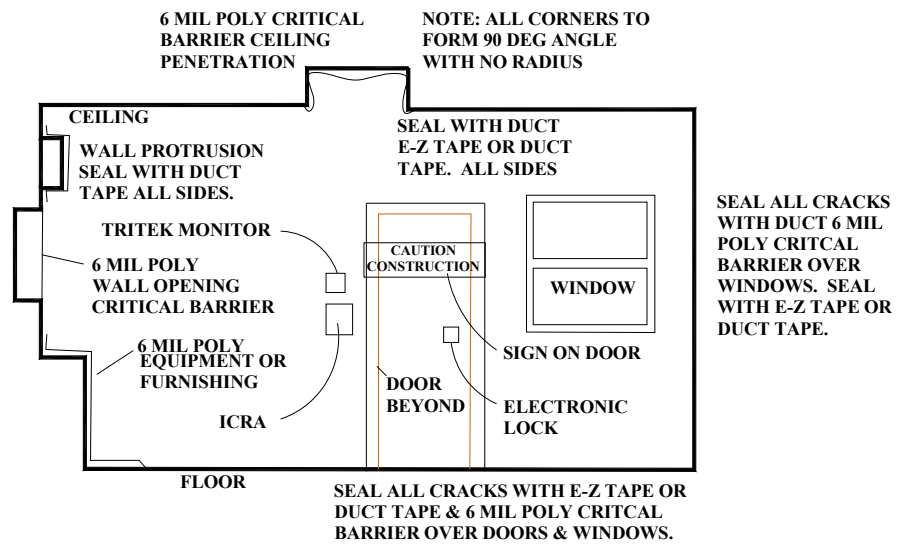 6 MIL POLY CRITICAL
BARRIER CEILING
PENETRATION
NOTE: ALL CORNERS TO
FORM 90 DEG ANGLE
WITH NO RADIUS
CEILING
WALL PROTRUSION
SEAL WITH DUCT
TAPE ALL SIDES.
SEAL WITH DUCT
E-Z TAPE OR DUCT
TAPE. ALL SIDES
TRITEK MONITOR
6 MIL POLY
WALL OPENING
CRITICAL BARRIER
CAUTION
CONSTRUCTION
WINDOW
SEAL ALL CRACKS
WITH DUCT 6 MIL
POLY CRITCAL
BARRIER OVER
WINDOWS. SEAL
WITH E-Z TAPE OR
DUCT TAPE.
6 MIL POLY
EQUIPMENT OR
FURNISHING
SIGN ON DOOR
ICRA
DOOR
BEYOND
ELECTRONIC
LOCK
FLOOR
SEAL ALL CRACKS WITH E-Z TAPE OR
DUCT TAPE & 6 MIL POLY CRITCAL
BARRIER OVER DOORS & WINDOWS.